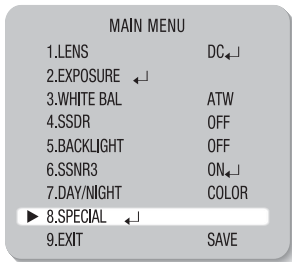 MAIN MENU
1.LENS DC↵
2.EXPOSURE ↵
3.WHITE BAL ATW
4.SSDR OFF
5.BACKLIGHT OFF
6.SSNR3 ON↵
7.DAY/NIGHT COLOR
► 8.SPECIAL ↵
9.EXIT SAVE